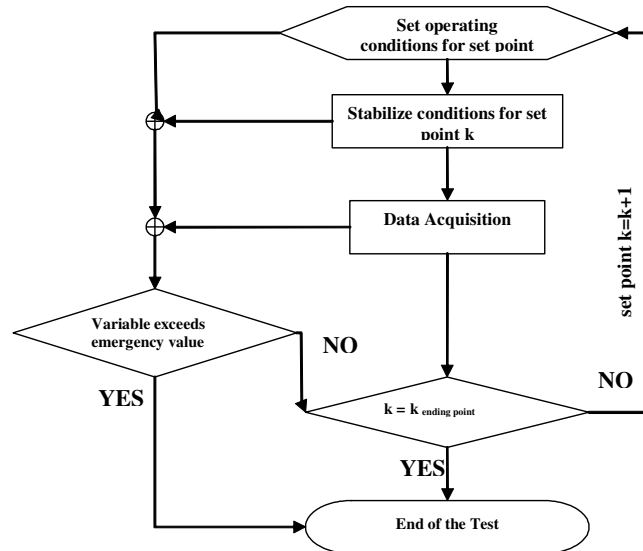 Set operating
conditions for set point
Stabilize conditions for set
point k
Data Acquisition
set point k=k+1
Variable exceeds
emergency value
NO
NO
YES
k = k ending point
YES
End of the Test